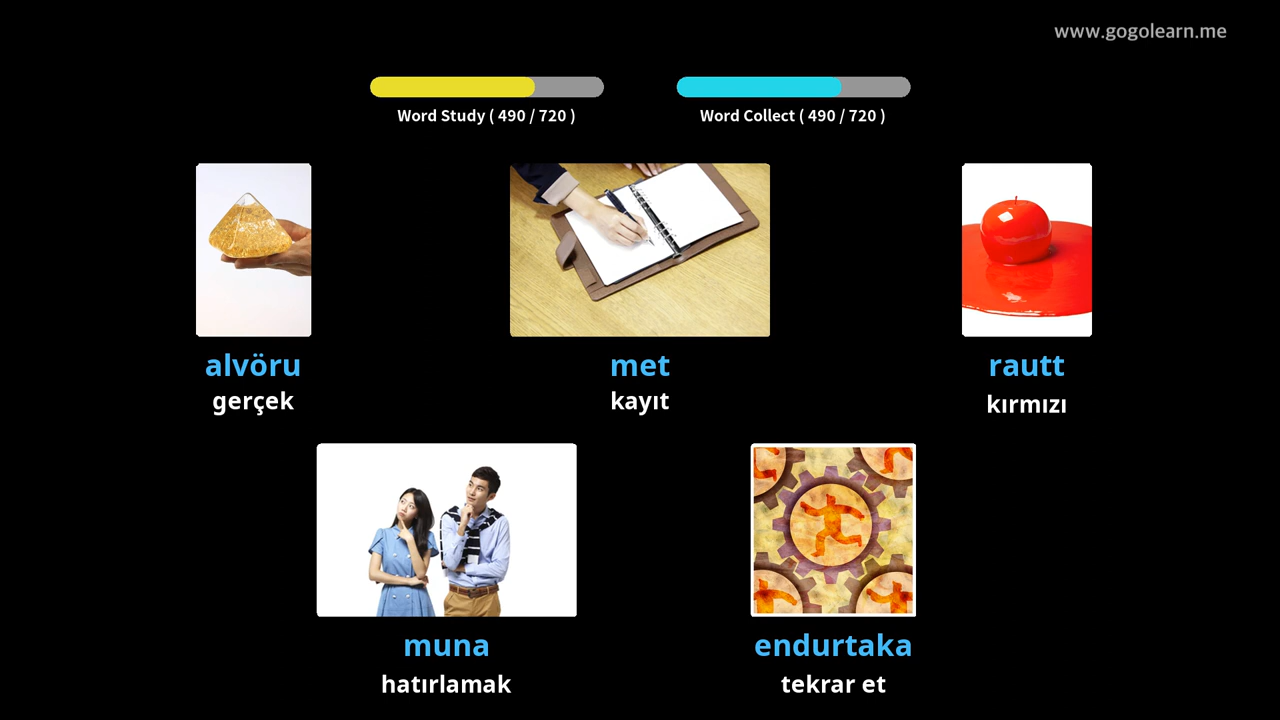 www.gogolearn.me
Word Study ( 490 / 720 )
Word Collect ( 490 / 720 )
alvöru
gerçek
met
kayıt
rautt
kırmızı
muna
hatırlamak
endurtaka
tekrar et